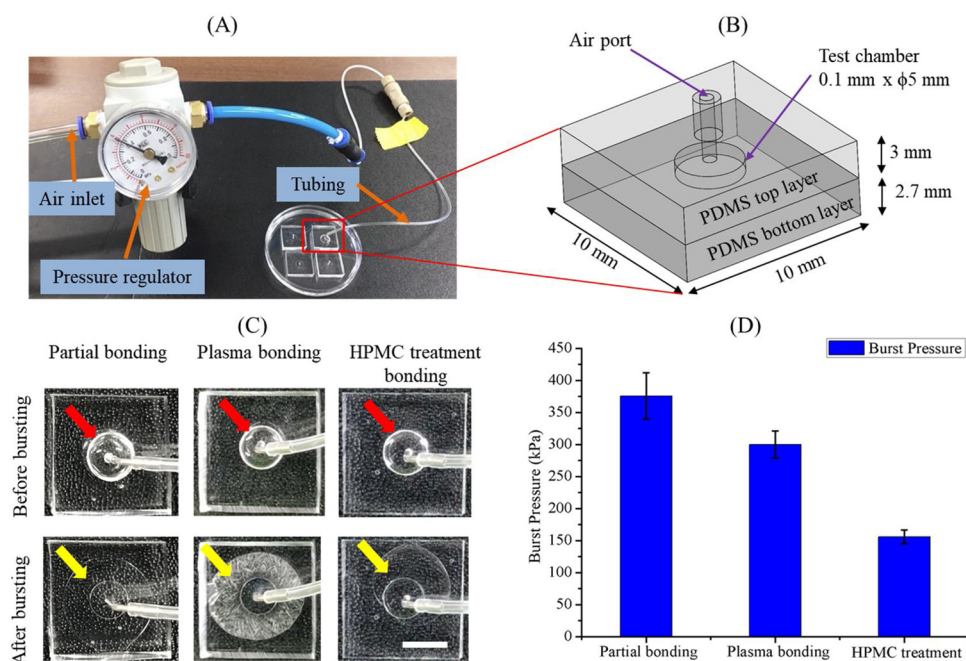 (A)
Air inlet
Pressure regulator
Tubing
(B)
Air port
Test chamber
0.1 mm x ϕ5 mm
3 mm
2.7 mm
PDMS top layer
PDMS bottom layer
10 mm
10 mm
(C)
Partial bonding
Plasma bonding
HPMC treatment
bonding
Before bursting
After bursting
(D)
Burst Pressure
Burst Pressure (kPa)
450
400
350
300
250
200
150
100
50
0
Partial bonding
Plasma bonding
HPMC treatment